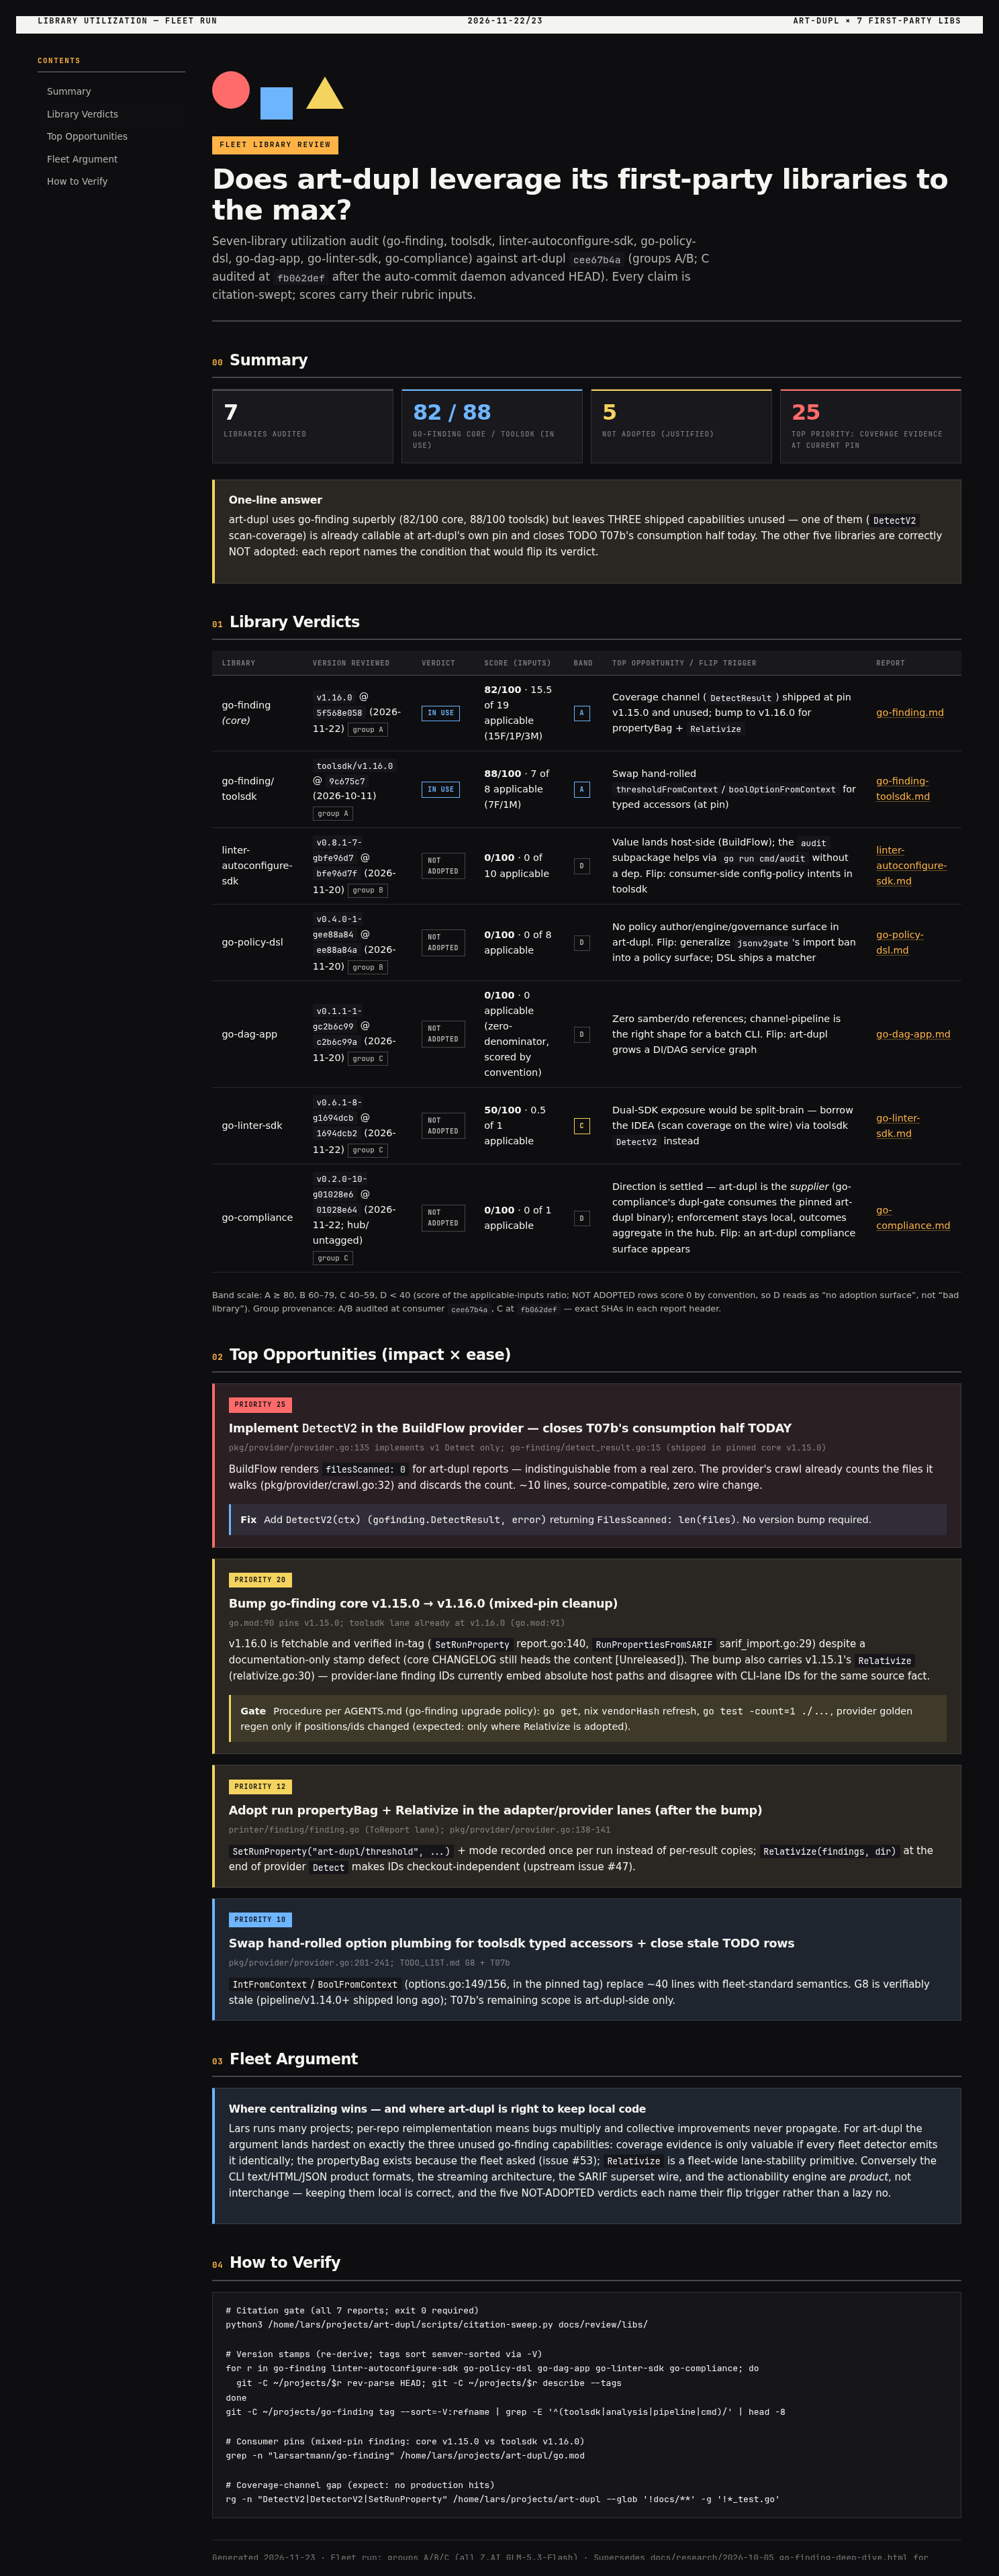 LIBRARY UTILIZATION — FLEET RUN
2026-11-22/23
ART-DUPL × 7 FIRST-PARTY LIBS
CONTENTS
Summary
Library Verdicts
Top Opportunities
Fleet Argument
How to Verify
FLEET LIBRARY REVIEW
Does art-dupl leverage its first-party libraries to
the max?
Seven-library utilization audit (go-finding, toolsdk, linter-autoconfigure-sdk, go-policy-
dsl, go-dag-app, go-linter-sdk, go-compliance) against art-dupl cee67b4a (groups A/B; C
audited at fb062def after the auto-commit daemon advanced HEAD). Every claim is
citation-swept; scores carry their rubric inputs.
00 Summary
7
LIBRARIES AUDITED
82 / 88
GO-FINDING CORE / TOOLSDK (IN
USE)
5
NOT ADOPTED (JUSTIFIED)
25
TOP PRIORITY: COVERAGE EVIDENCE
AT CURRENT PIN
One-line answer
art-dupl uses go-finding superbly (82/100 core, 88/100 toolsdk) but leaves THREE shipped capabilities unused — one of them ( DetectV2
scan-coverage) is already callable at art-dupl's own pin and closes TODO T07b's consumption half today. The other five libraries are correctly
NOT adopted: each report names the condition that would flip its verdict.
01 Library Verdicts
LIBRARY VERSION REVIEWED VERDICT SCORE (INPUTS) BAND TOP OPPORTUNITY / FLIP TRIGGER REPORT
go-finding
(core)
v1.16.0 @
5f568e058 (2026-
11-22) group A
IN USE
82/100 · 15.5
of 19
applicable
(15F/1P/3M)
A
Coverage channel ( DetectResult ) shipped at pin
v1.15.0 and unused; bump to v1.16.0 for
propertyBag + Relativize
go-finding.md
go-finding/
toolsdk
toolsdk/v1.16.0
@ 9c675c7
(2026-10-11)
group A
IN USE
88/100 · 7 of
8 applicable
(7F/1M)
A
Swap hand-rolled
thresholdFromContext / boolOptionFromContext for
typed accessors (at pin)
go-finding-
toolsdk.md
linter-
autoconfigure-
sdk
v0.8.1-7-
gbfe96d7 @
bfe96d7f (2026-
11-20) group B
NOT
ADOPTED
0/100 · 0 of
10 applicable
D
Value lands host-side (BuildFlow); the audit
subpackage helps via go run cmd/audit without
a dep. Flip: consumer-side config-policy intents in
toolsdk
linter-
autoconfigure-
sdk.md
go-policy-dsl
v0.4.0-1-
gee88a84 @
ee88a84a (2026-
11-20) group B
NOT
ADOPTED
0/100 · 0 of 8
applicable
D
No policy author/engine/governance surface in
art-dupl. Flip: generalize jsonv2gate 's import ban
into a policy surface; DSL ships a matcher
go-policy-
dsl.md
go-dag-app
v0.1.1-1-
gc2b6c99 @
c2b6c99a (2026-
11-20) group C
NOT
ADOPTED
0/100 · 0
applicable
(zero-
denominator,
scored by
convention)
D
Zero samber/do references; channel-pipeline is
the right shape for a batch CLI. Flip: art-dupl
grows a DI/DAG service graph
go-dag-app.md
go-linter-sdk
v0.6.1-8-
g1694dcb @
1694dcb2 (2026-
11-22) group C
NOT
ADOPTED
50/100 · 0.5
of 1
applicable
C
Dual-SDK exposure would be split-brain — borrow
the IDEA (scan coverage on the wire) via toolsdk
DetectV2 instead
go-linter-
sdk.md
go-compliance
v0.2.0-10-
g01028e6 @
01028e64 (2026-
11-22; hub/
untagged)
group C
NOT
ADOPTED
0/100 · 0 of 1
applicable
D
Direction is settled — art-dupl is the supplier (go-
compliance's dupl-gate consumes the pinned art-
dupl binary); enforcement stays local, outcomes
aggregate in the hub. Flip: an art-dupl compliance
surface appears
go-
compliance.md
Band scale: A ≥ 80, B 60–79, C 40–59, D < 40 (score of the applicable-inputs ratio; NOT ADOPTED rows score 0 by convention, so D reads as “no adoption surface”, not “bad
library”). Group provenance: A/B audited at consumer cee67b4a , C at fb062def — exact SHAs in each report header.
02 Top Opportunities (impact × ease)
PRIORITY 25
Implement DetectV2 in the BuildFlow provider — closes T07b's consumption half TODAY
pkg/provider/provider.go:135 implements v1 Detect only; go-finding/detect_result.go:15 (shipped in pinned core v1.15.0)
BuildFlow renders filesScanned: 0 for art-dupl reports — indistinguishable from a real zero. The provider's crawl already counts the files it
walks (pkg/provider/crawl.go:32) and discards the count. ~10 lines, source-compatible, zero wire change.
Fix Add DetectV2(ctx) (gofinding.DetectResult, error) returning FilesScanned: len(files). No version bump required.
PRIORITY 20
Bump go-finding core v1.15.0 → v1.16.0 (mixed-pin cleanup)
go.mod:90 pins v1.15.0; toolsdk lane already at v1.16.0 (go.mod:91)
v1.16.0 is fetchable and verified in-tag ( SetRunProperty report.go:140, RunPropertiesFromSARIF sarif_import.go:29) despite a
documentation-only stamp defect (core CHANGELOG still heads the content [Unreleased]). The bump also carries v1.15.1's Relativize
(relativize.go:30) — provider-lane finding IDs currently embed absolute host paths and disagree with CLI-lane IDs for the same source fact.
Gate Procedure per AGENTS.md (go-finding upgrade policy): go get, nix vendorHash refresh, go test -count=1 ./..., provider golden
regen only if positions/ids changed (expected: only where Relativize is adopted).
PRIORITY 12
Adopt run propertyBag + Relativize in the adapter/provider lanes (after the bump)
printer/finding/finding.go (ToReport lane); pkg/provider/provider.go:138-141
SetRunProperty("art-dupl/threshold", ...) + mode recorded once per run instead of per-result copies; Relativize(findings, dir) at the
end of provider Detect makes IDs checkout-independent (upstream issue #47).
PRIORITY 10
Swap hand-rolled option plumbing for toolsdk typed accessors + close stale TODO rows
pkg/provider/provider.go:201-241; TODO_LIST.md G8 + T07b
IntFromContext / BoolFromContext (options.go:149/156, in the pinned tag) replace ~40 lines with fleet-standard semantics. G8 is verifiably
stale (pipeline/v1.14.0+ shipped long ago); T07b's remaining scope is art-dupl-side only.
03 Fleet Argument
Where centralizing wins — and where art-dupl is right to keep local code
Lars runs many projects; per-repo reimplementation means bugs multiply and collective improvements never propagate. For art-dupl the
argument lands hardest on exactly the three unused go-finding capabilities: coverage evidence is only valuable if every fleet detector emits
it identically; the propertyBag exists because the fleet asked (issue #53); Relativize is a fleet-wide lane-stability primitive. Conversely the
CLI text/HTML/JSON product formats, the streaming architecture, the SARIF superset wire, and the actionability engine are product, not
interchange — keeping them local is correct, and the five NOT-ADOPTED verdicts each name their flip trigger rather than a lazy no.
04 How to Verify
# Citation gate (all 7 reports; exit 0 required)
python3 /home/lars/projects/art-dupl/scripts/citation-sweep.py docs/review/libs/
# Version stamps (re-derive; tags sort semver-sorted via -V)
for r in go-finding linter-autoconfigure-sdk go-policy-dsl go-dag-app go-linter-sdk go-compliance; do
git -C ~/projects/$r rev-parse HEAD; git -C ~/projects/$r describe --tags
done
git -C ~/projects/go-finding tag --sort=-V:refname | grep -E '^(toolsdk|analysis|pipeline|cmd)/' | head -8
# Consumer pins (mixed-pin finding: core v1.15.0 vs toolsdk v1.16.0)
grep -n "larsartmann/go-finding" /home/lars/projects/art-dupl/go.mod
# Coverage-channel gap (expect: no production hits)
rg -n "DetectV2|DetectorV2|SetRunProperty" /home/lars/projects/art-dupl --glob '!docs/**' -g '!*_test.go'
Generated 2026-11-23 · Fleet run: groups A/B/C (all Z.AI GLM-5.3-Flash) · Supersedes docs/research/2026-10-05_go-finding-deep-dive.html for